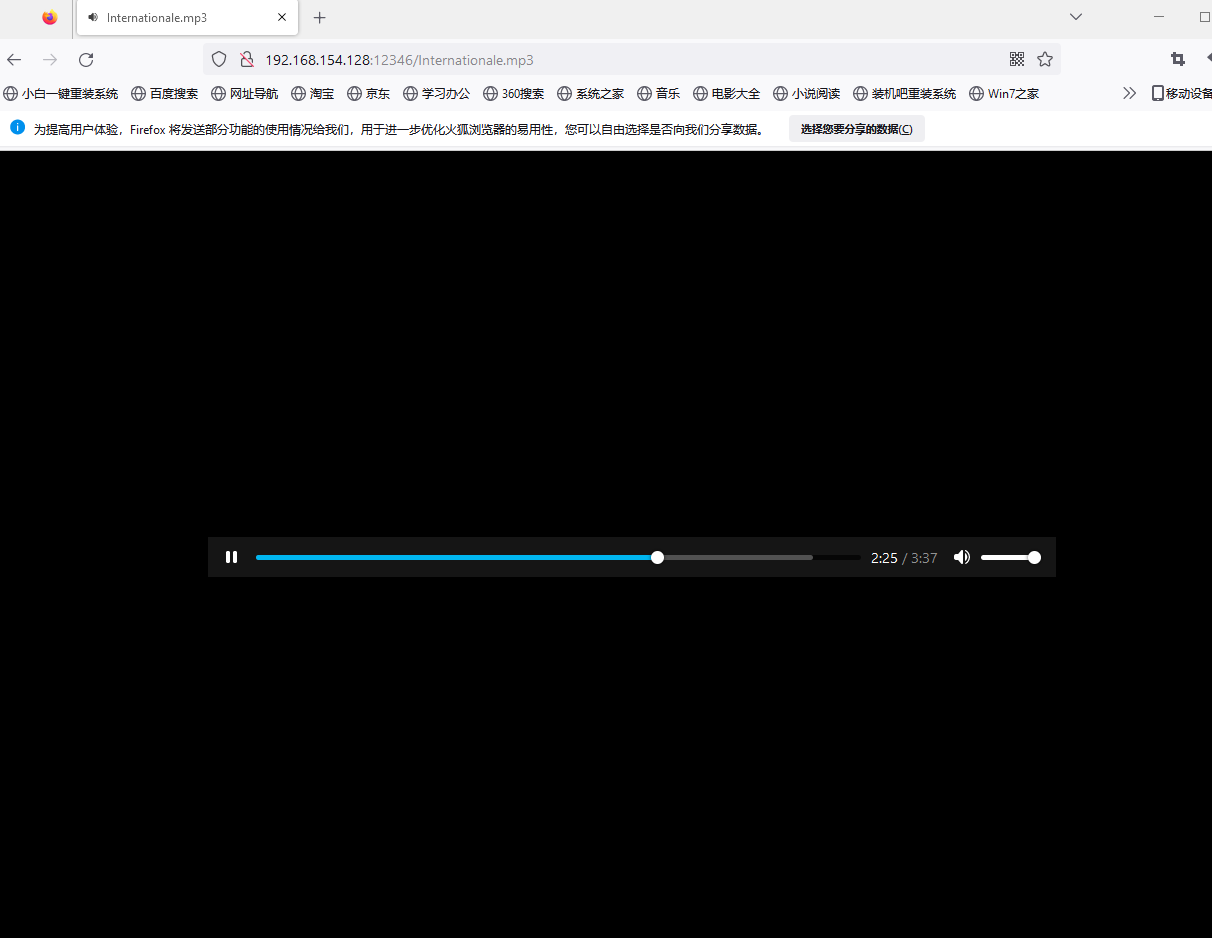 Internationale.mp3
192.168.154.128:12346/Internationale.mp3
小白一键重装系统 百度搜索 网址导航 淘宝 京东 学习办公 360搜索 系统之家 音乐 电影大全 小说阅读 装机吧重装系统 Win7之家 移动设备
为提高用户体验，Firefox 将发送部分功能的使用情况给我们，用于进一步优化火狐浏览器的易用性，您可以自由选择是否向我们分享数据。 选择您要分享的数据(C)
2:25 / 3:37